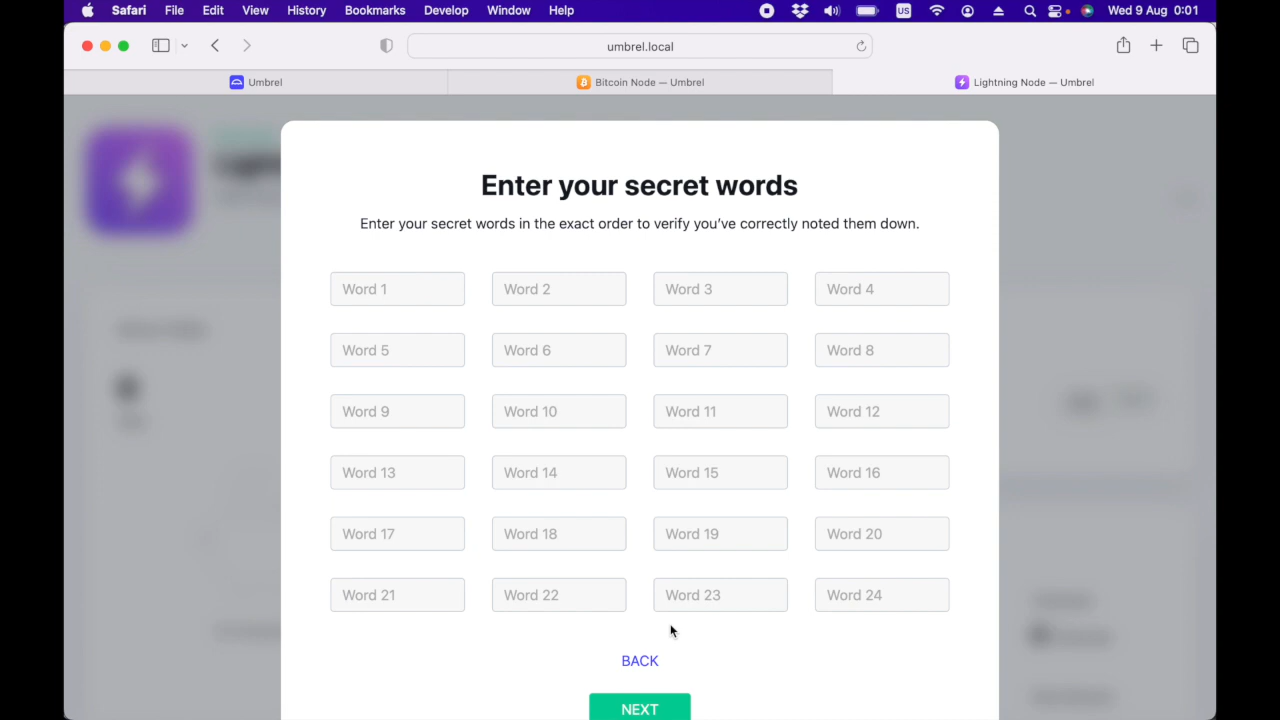 Safari File Edit View History Bookmarks Develop Window Help US Wed 9 Aug 0:01
umbrel.local
Umbrel Bitcoin Node — Umbrel Lightning Node — Umbrel
Enter your secret words
Enter your secret words in the exact order to verify you've correctly noted them down.
Word 1 Word 2 Word 3 Word 4
Word 5 Word 6 Word 7 Word 8
Word 9 Word 10 Word 11 Word 12
Word 13 Word 14 Word 15 Word 16
Word 17 Word 18 Word 19 Word 20
Word 21 Word 22 Word 23 Word 24
BACK
NEXT